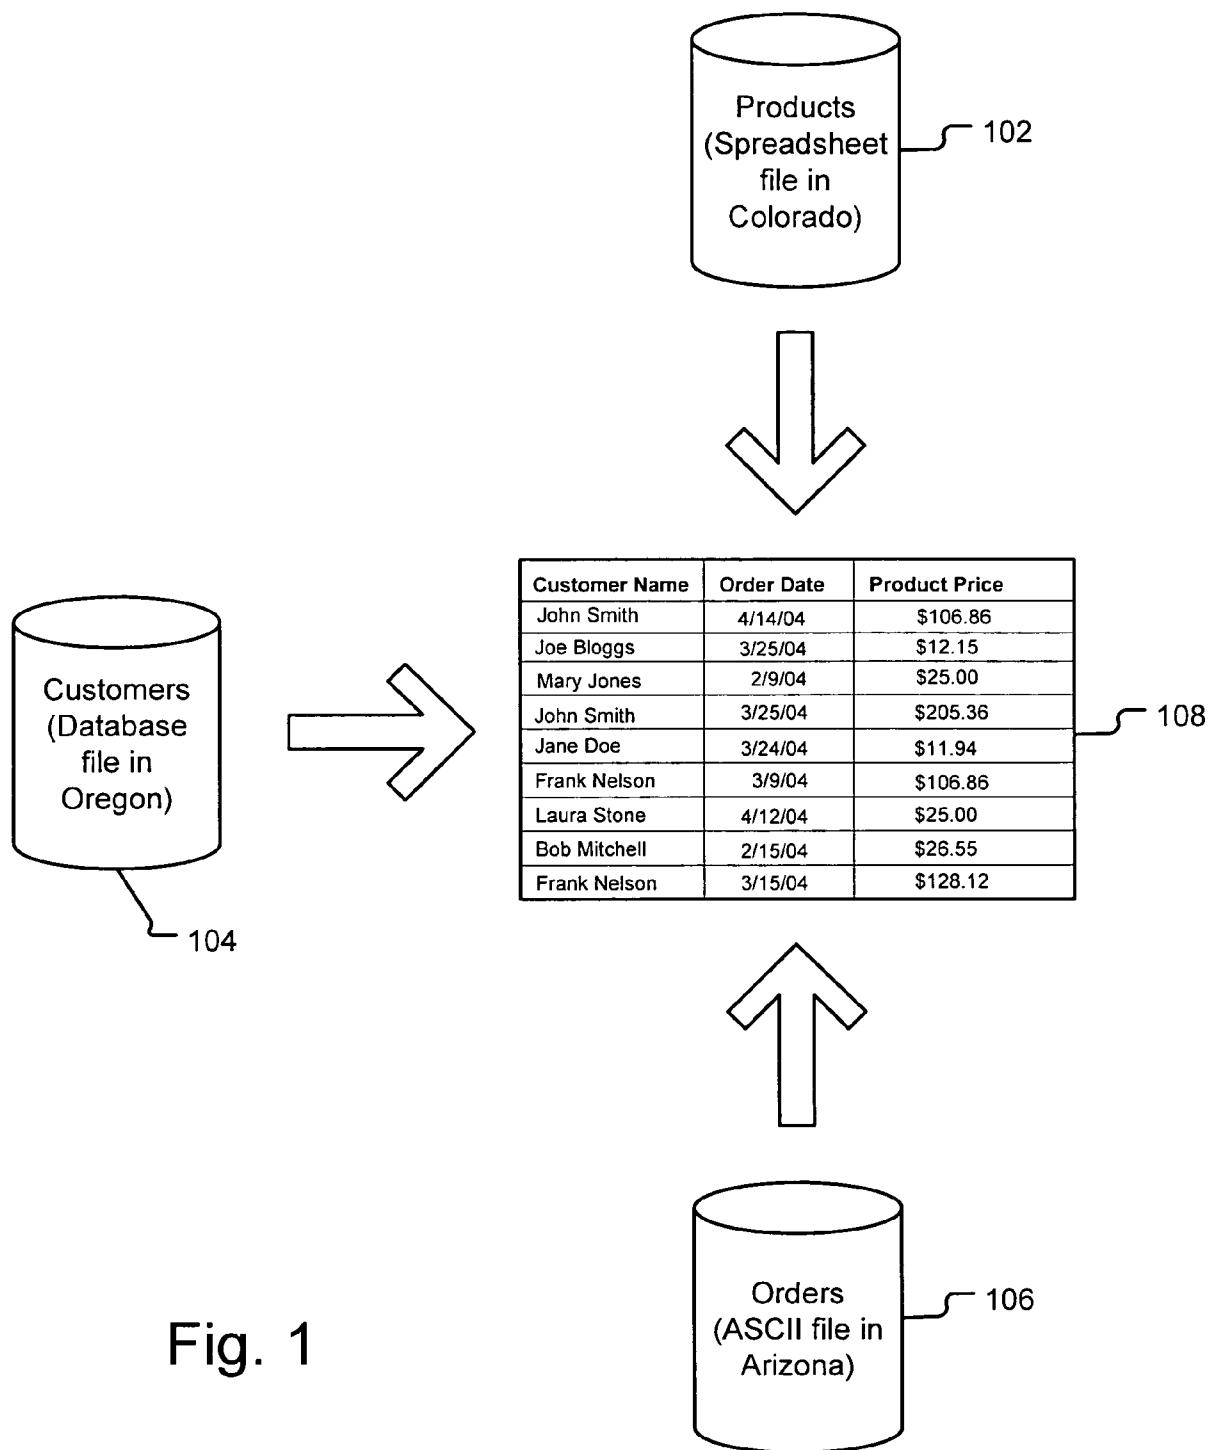 Products
(Spreadsheet
file in
Colorado)
102
Customers
(Database
file in
Oregon)
104
Customer Name Order Date Product Price
John Smith 4/14/04 $106.86
Joe Bloggs 3/25/04 $12.15
Mary Jones 2/9/04 $25.00
John Smith 3/25/04 $205.36
Jane Doe 3/24/04 $11.94
Frank Nelson 3/9/04 $106.86
Laura Stone 4/12/04 $25.00
Bob Mitchell 2/15/04 $26.55
Frank Nelson 3/15/04 $128.12
108
Orders
(ASCII file in
Arizona)
106
Fig. 1